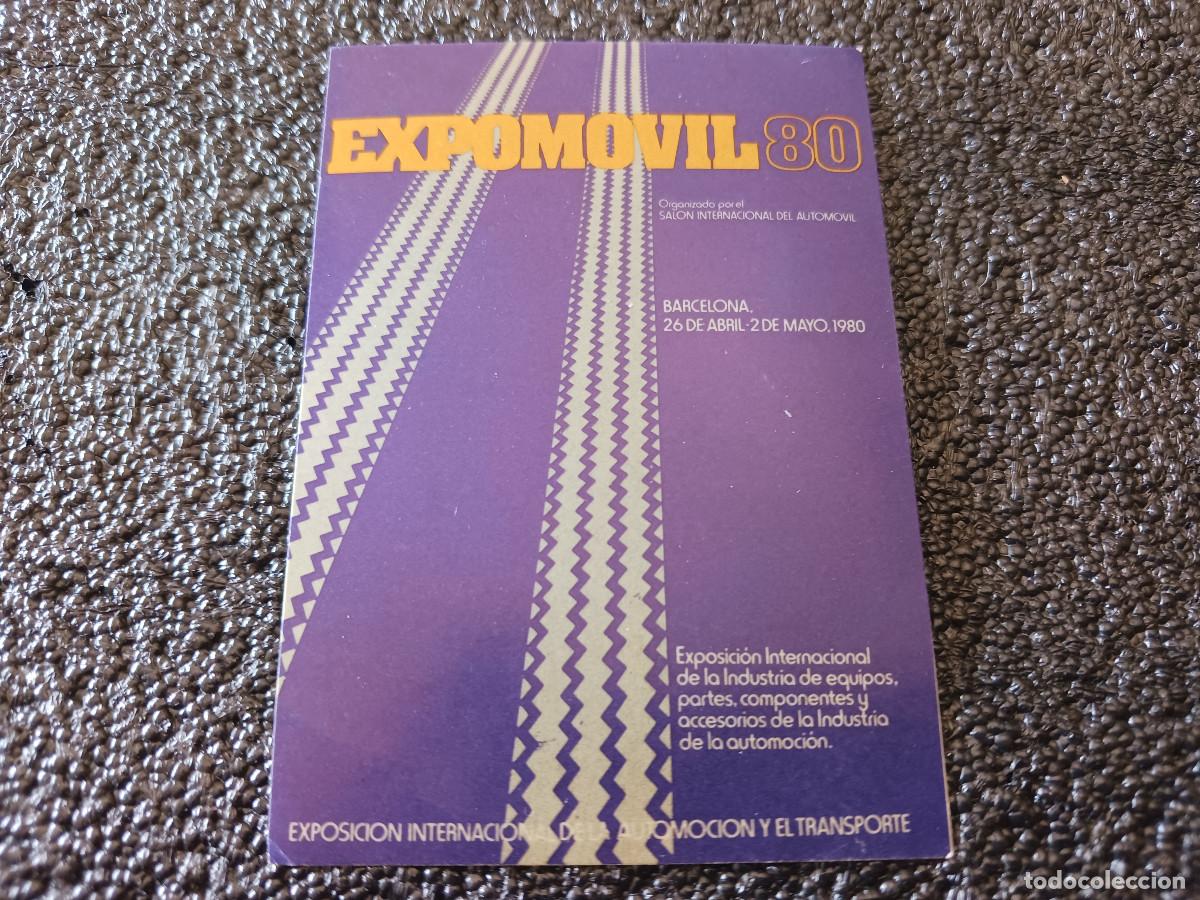 EXPOMOVIL 80
Organizado por el
SALON INTERNACIONAL DEL AUTOMOVIL
BARCELONA,
26 DE ABRIL-2 DE MAYO, 1980
Exposición Internacional
de la Industria de equipos,
partes, componentes y
accesorios de la Industria
de la automoción.
EXPOSICION INTERNACIONAL DE LA AUTOMOCION Y EL TRANSPORTE
todocoleccion